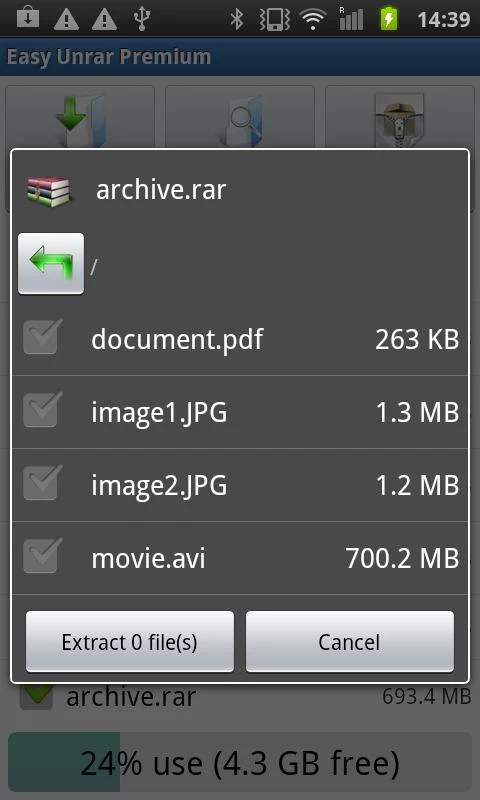 R
14:39
Easy Unrar Premium
archive.rar
/
document.pdf 263 KB
image1.JPG 1.3 MB
image2.JPG 1.2 MB
movie.avi 700.2 MB
Extract 0 file(s) Cancel
archive.rar 693.4 MB
24% use (4.3 GB free)